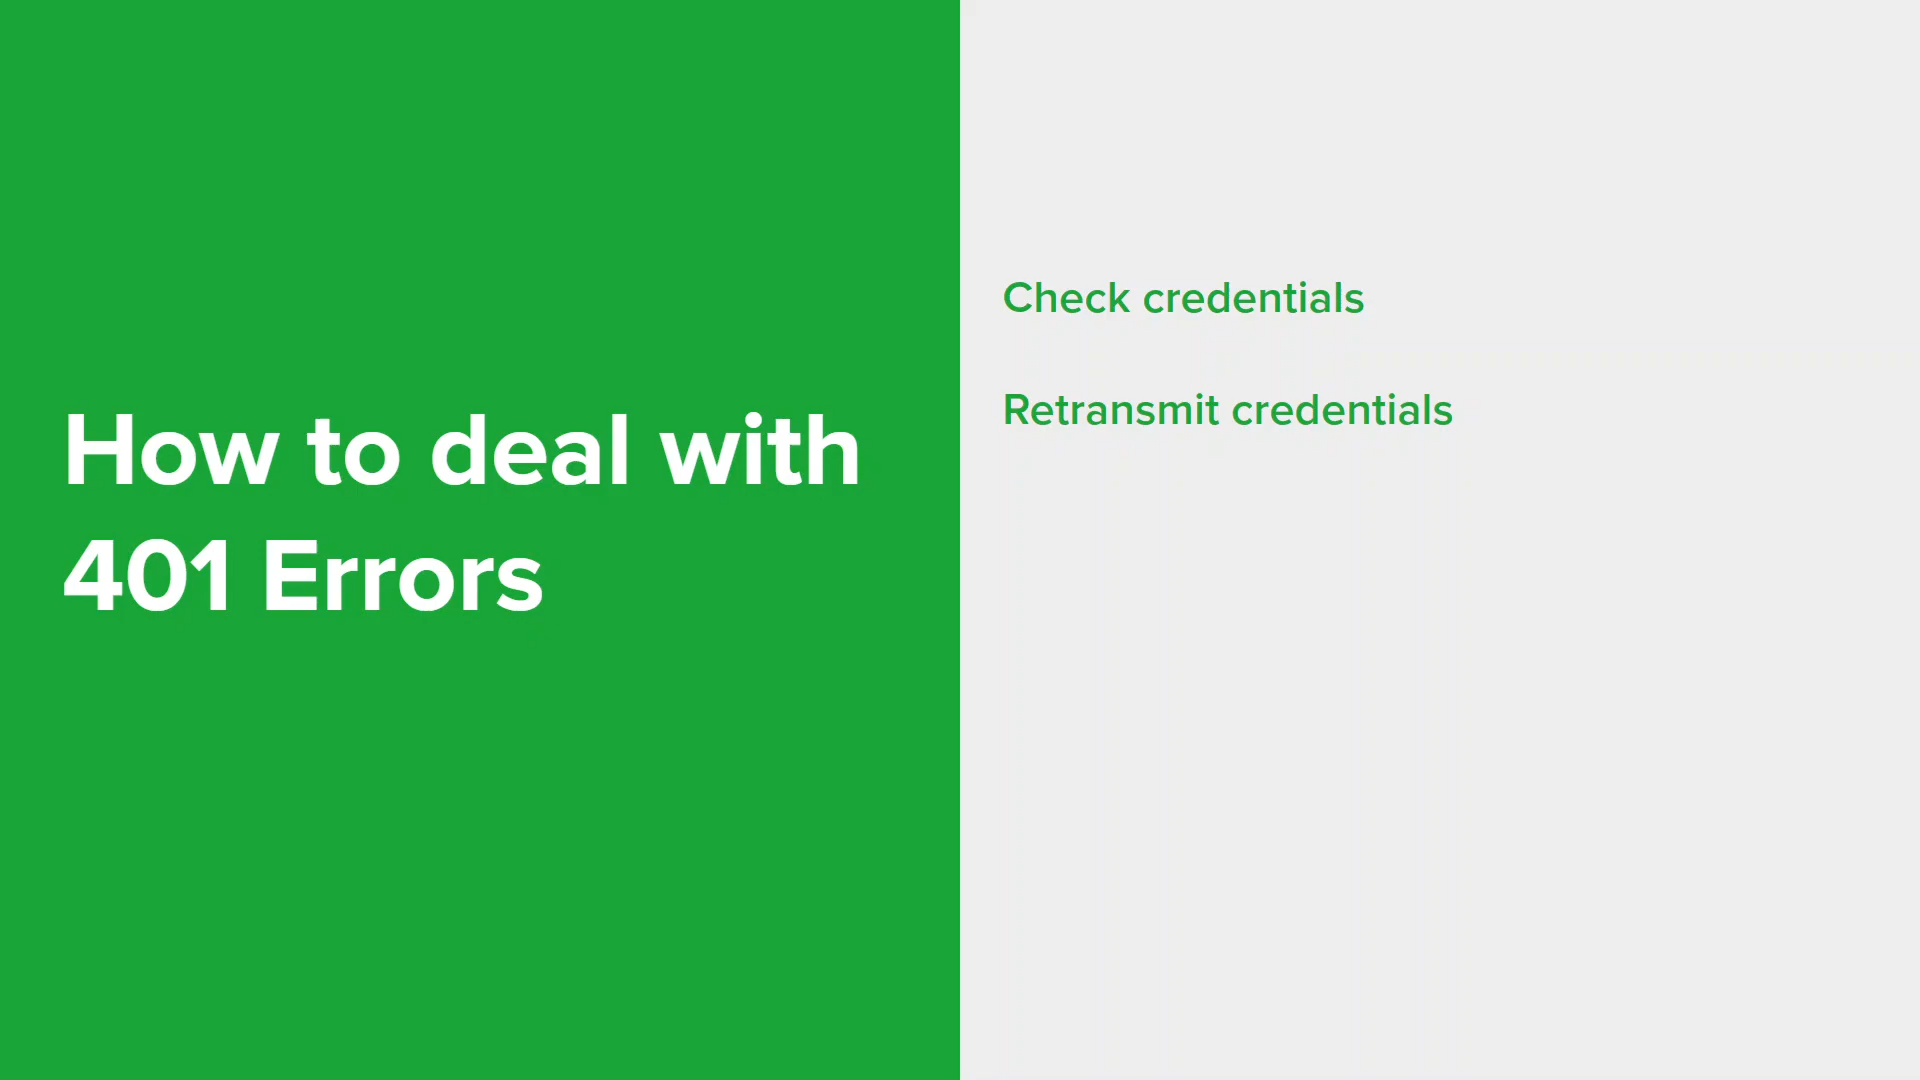 How to deal with
401 Errors
Check credentials
Retransmit credentials